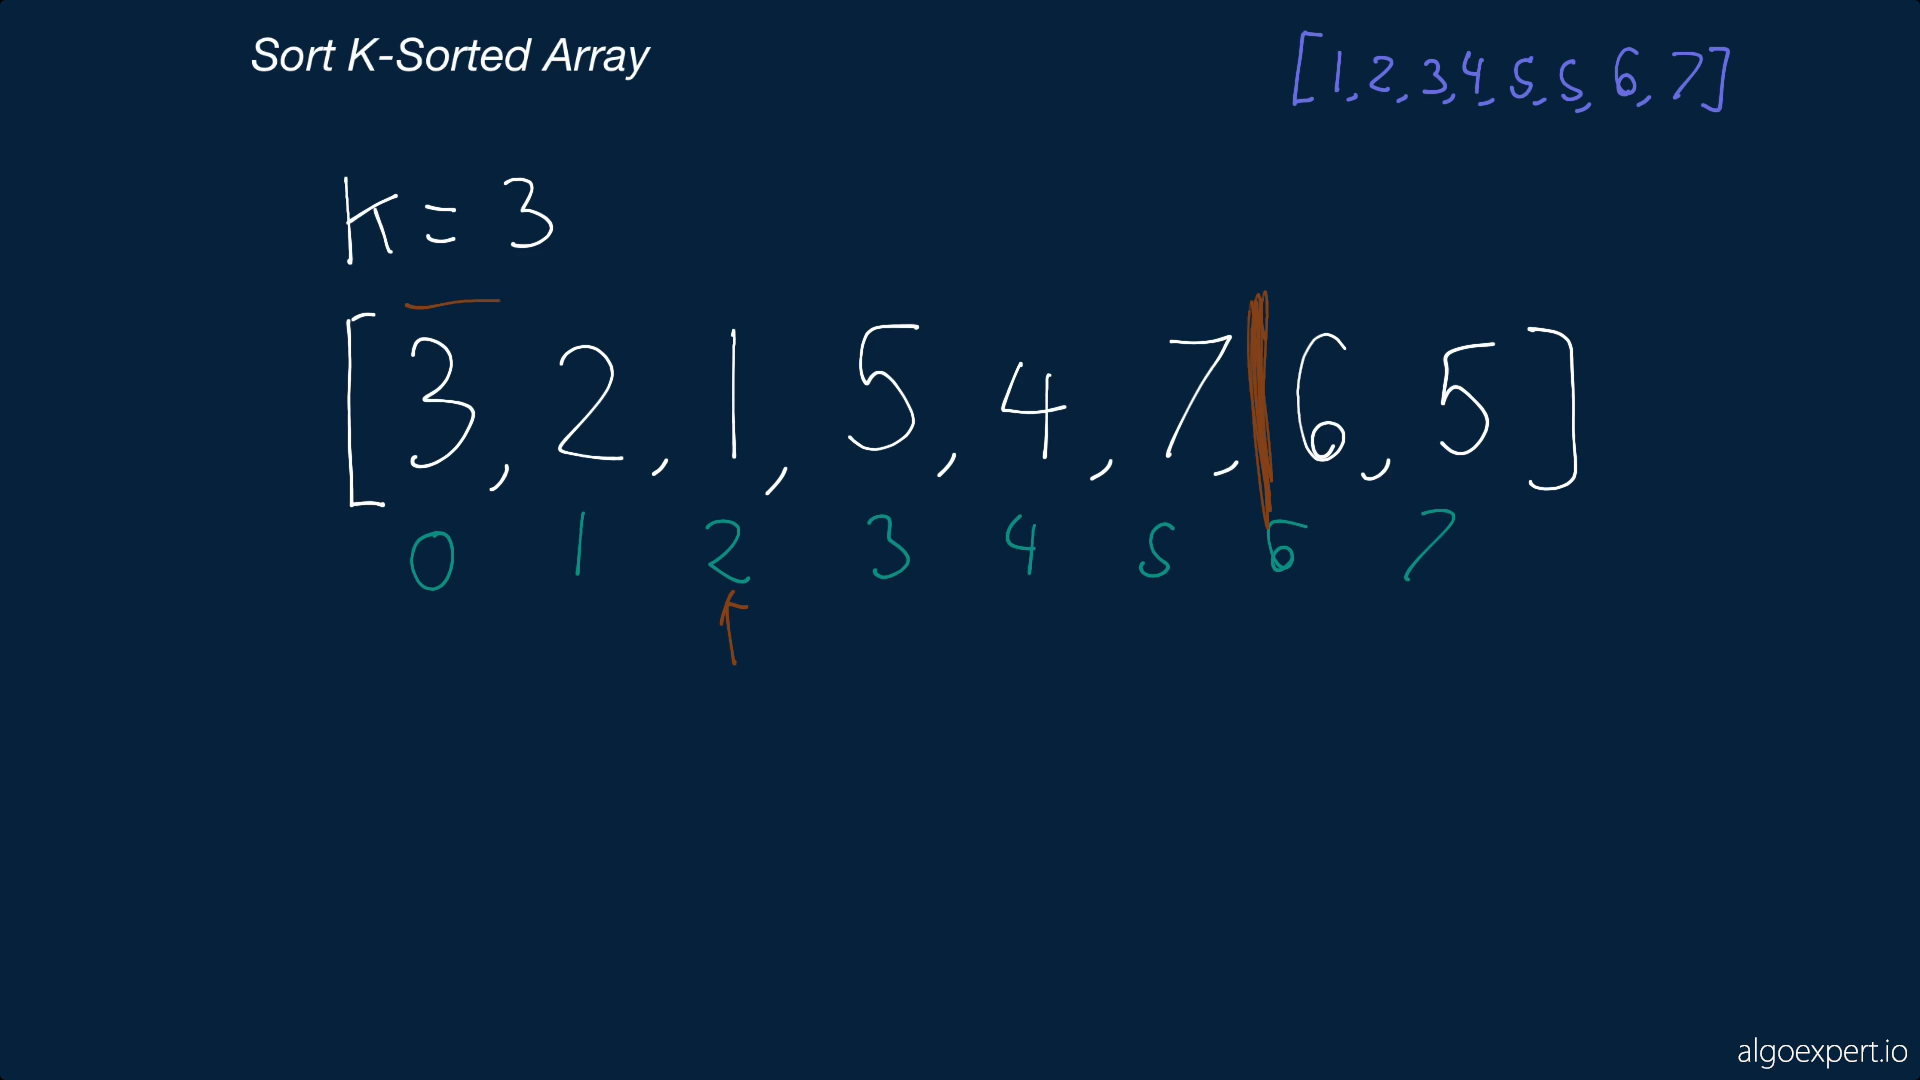 Sort K-Sorted Array
[1, 2, 3, 4, 5, 5, 6, 7]
K = 3
[3, 2, 1, 5, 4, 7, 6, 5]
0 1 2 3 4 5 6 7
algoexpert.io